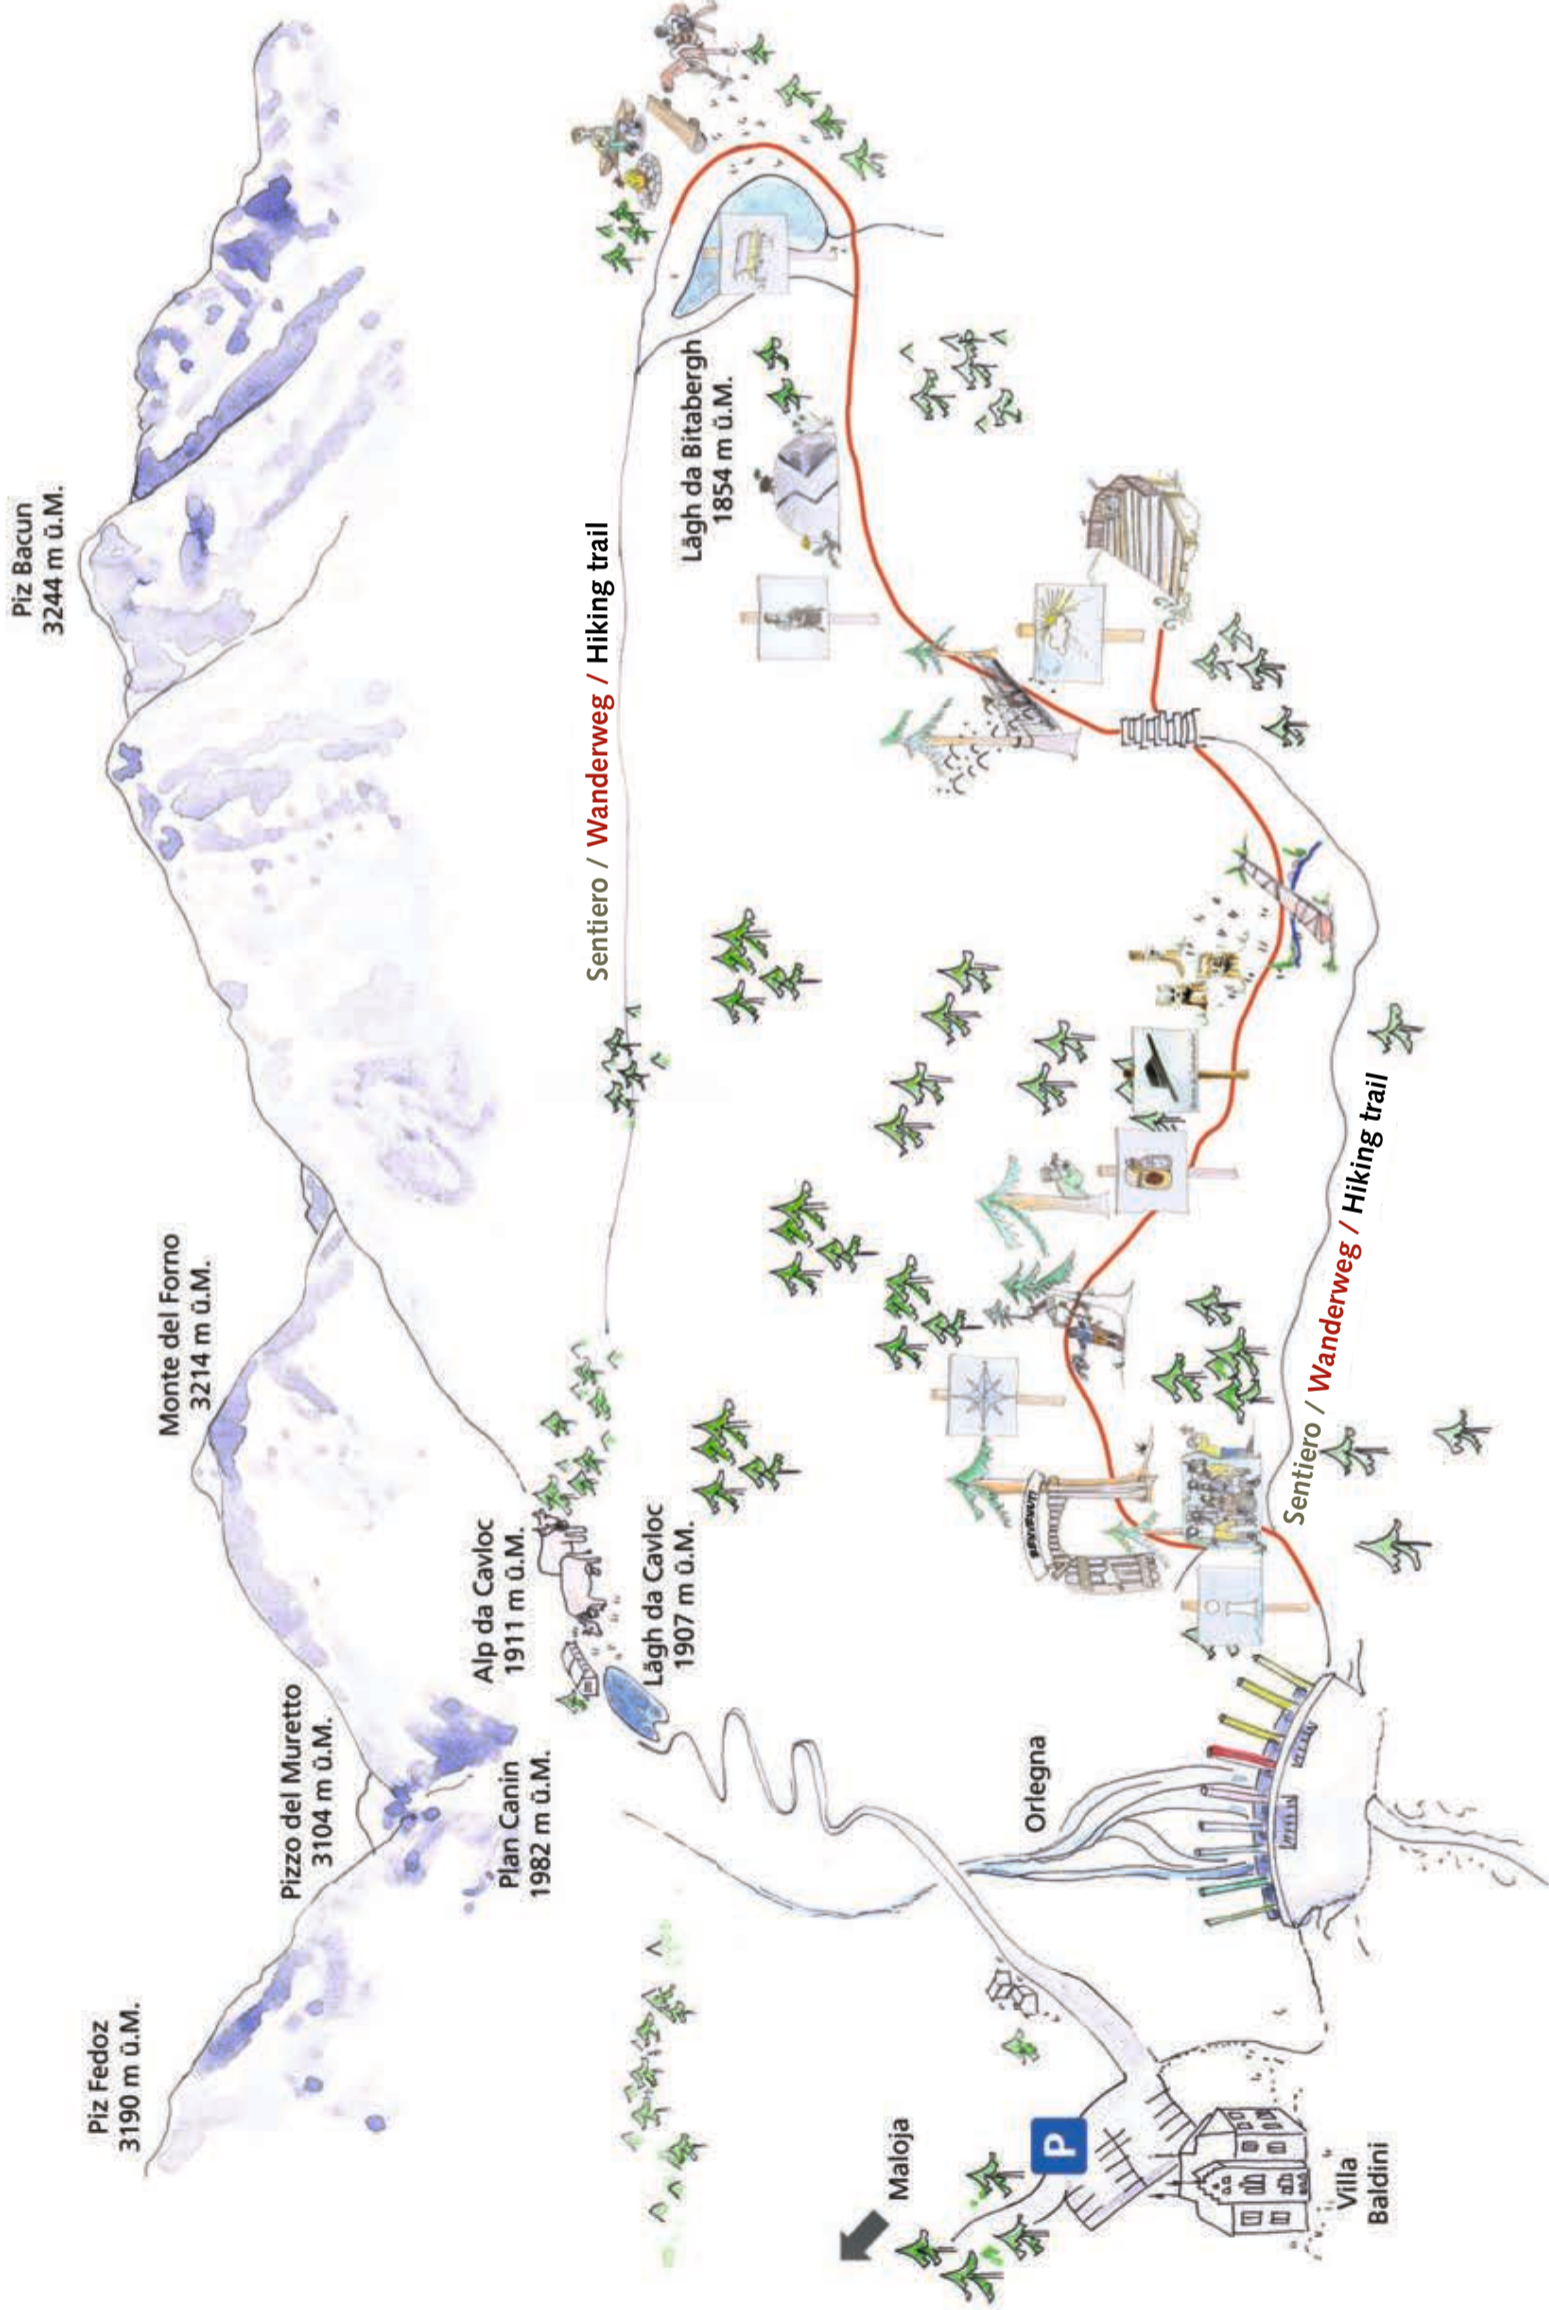 Piz Fedoz
3190 m ü.M.
Pizzo del Muretto
3104 m ü.M.
Monte del Forno
3214 m ü.M.
Piz Bacun
3244 m ü.M.
Plan Canin
1982 m ü.M.
Alp da Cavloc
1911 m ü.M.
Lägh da Cavloc
1907 m ü.M.
Sentiero / Wanderweg / Hiking trail
Lägh da Bitabergh
1854 m ü.M.
Maloja
P
Orlegna
Villa
Baldini
Sentiero / Wanderweg / Hiking trail